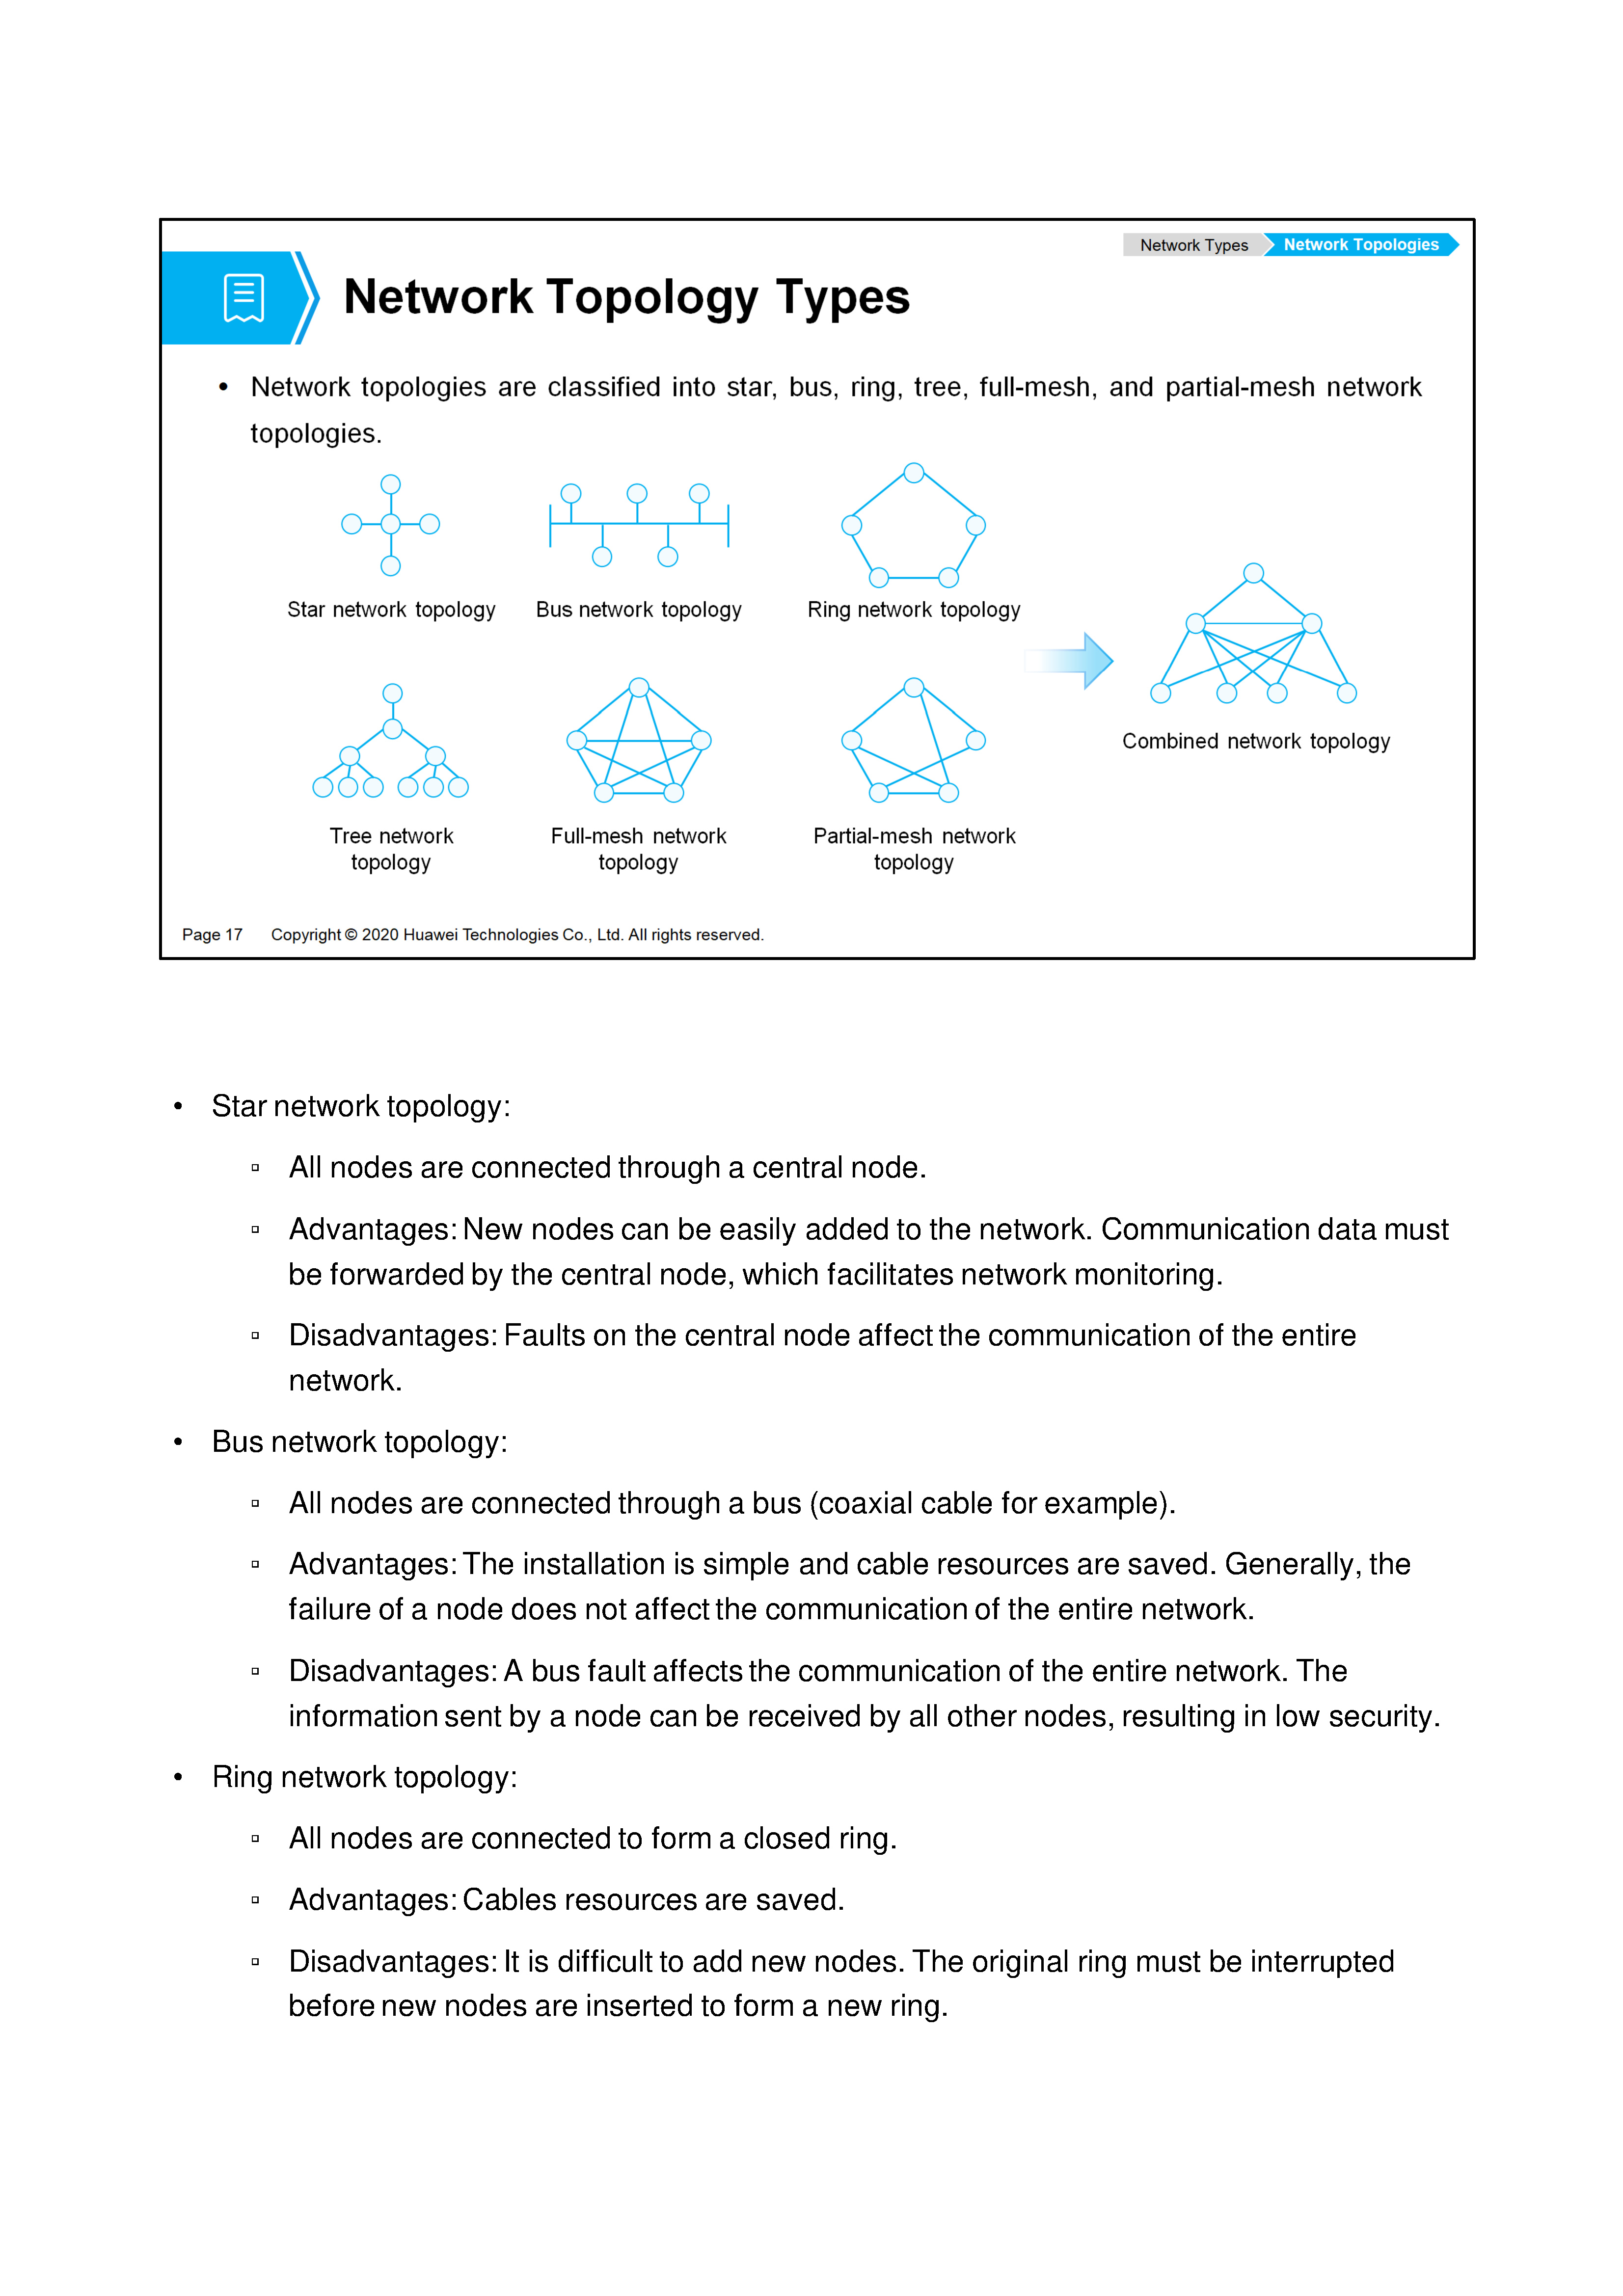 Network Types
Network Topologies
Network Topology Types
• Network topologies are classified into star, bus, ring, tree, full-mesh, and partial-mesh network
topologies.
Star network topology
Bus network topology
Ring network topology
Combined network topology
Tree network
topology
Full-mesh network
topology
Partial-mesh network
topology
Page 17
Copyright © 2020 Huawei Technologies Co., Ltd. All rights reserved.
• Star network topology:
▫ All nodes are connected through a central node.
▫ Advantages: New nodes can be easily added to the network. Communication data must
be forwarded by the central node, which facilitates network monitoring.
▫ Disadvantages: Faults on the central node affect the communication of the entire
network.
• Bus network topology:
▫ All nodes are connected through a bus (coaxial cable for example).
▫ Advantages: The installation is simple and cable resources are saved. Generally, the
failure of a node does not affect the communication of the entire network.
▫ Disadvantages: A bus fault affects the communication of the entire network. The
information sent by a node can be received by all other nodes, resulting in low security.
• Ring network topology:
▫ All nodes are connected to form a closed ring.
▫ Advantages: Cables resources are saved.
▫ Disadvantages: It is difficult to add new nodes. The original ring must be interrupted
before new nodes are inserted to form a new ring.